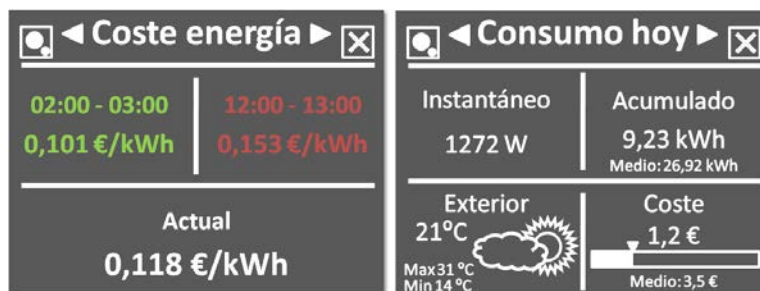 Coste energía
02:00 - 03:00
0,101 €/kWh
12:00 - 13:00
0,153 €/kWh
Actual
0,118 €/kWh
Consumo hoy
Instantáneo
1272 W
Acumulado
9,23 kWh
Medio: 26,92 kWh
Exterior
21°C
Max 31 °C
Min 14 °C
Coste
1,2 €
Medio: 3,5 €